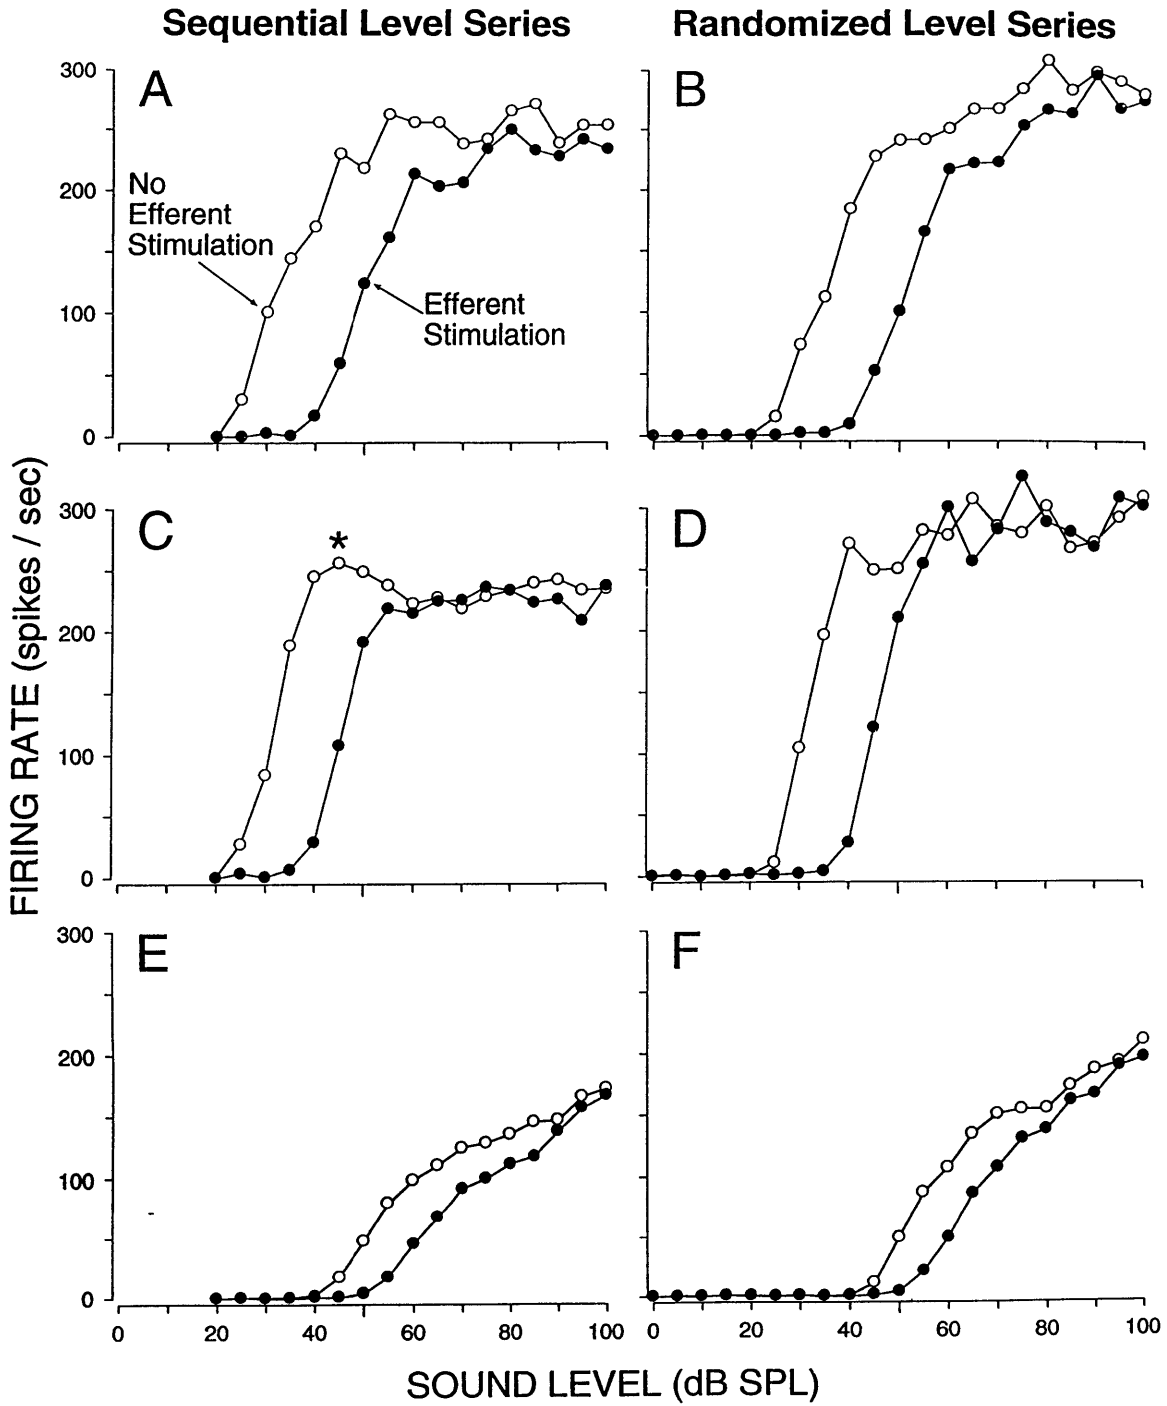 Sequential Level Series
Randomized Level Series
300
200
100
0
A
No
Efferent
Stimulation
Efferent
Stimulation
B
FIRING RATE (spikes / sec)
300
200
100
0
C
*
D
300
200
100
0
E
F
0 20 40 60 80 100
0 20 40 60 80 100
SOUND LEVEL (dB SPL)